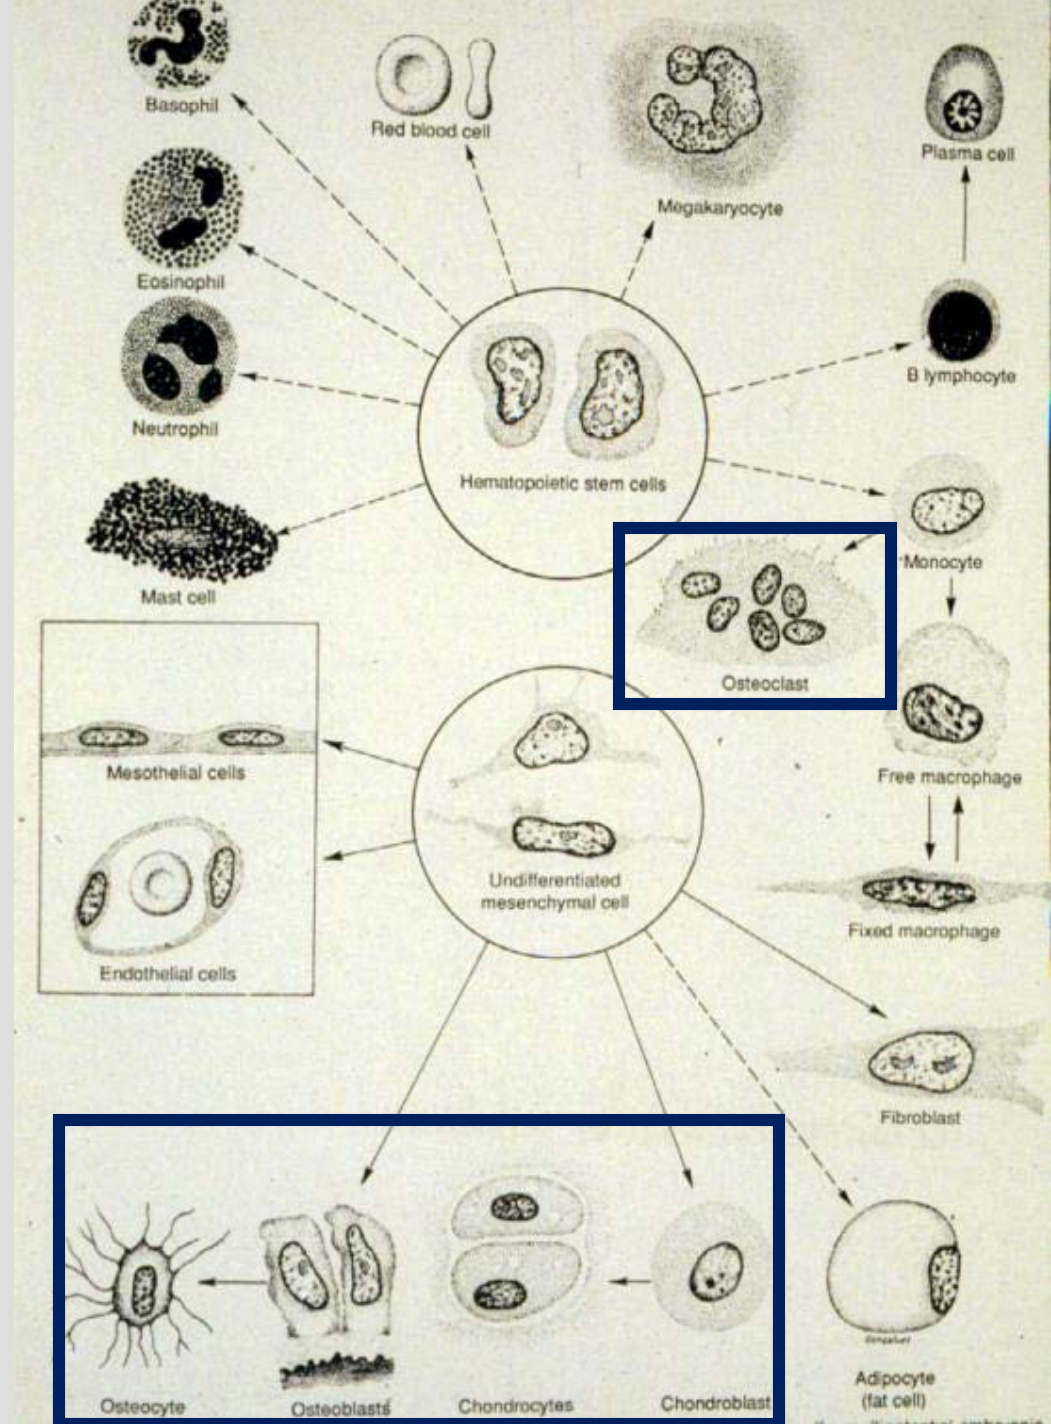 Basophil
Red blood cell
Plasma cell
Megakaryocyte
Eosinophil
B lymphocyte
Neutrophil
Hematopoietic stem cells
Monocyte
Mast cell
Osteoclast
Mesothelial cells
Free macrophage
Undifferentiated
mesenchymal cell
Fixed macrophage
Endothelial cells
Fibroblast
Adipocyte
(fat cell)
Osteocyte
Osteoblasts
Chondrocytes
Chondroblast